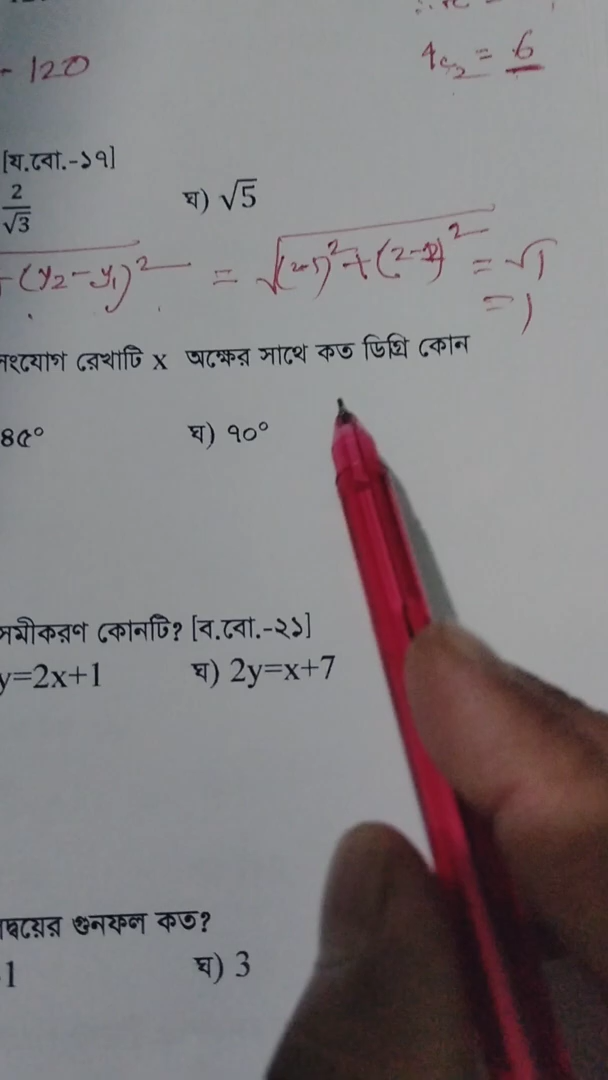 - 120
4c₂ = 6
[য.বো.-১৭]
2/√3 ঘ) √5
(y₂-y₁)² = √(2-1)²+(2-2)² = √1
= 1
সংযোগ রেখাটি x অক্ষের সাথে কত ডিগ্রি কোন
৪৫° ঘ) ৭০°
সমীকরণ কোনটি? [ব.বো.-২১]
y=2x+1 ঘ) 2y=x+7
দ্বয়ের গুনফল কত?
1 ঘ) 3